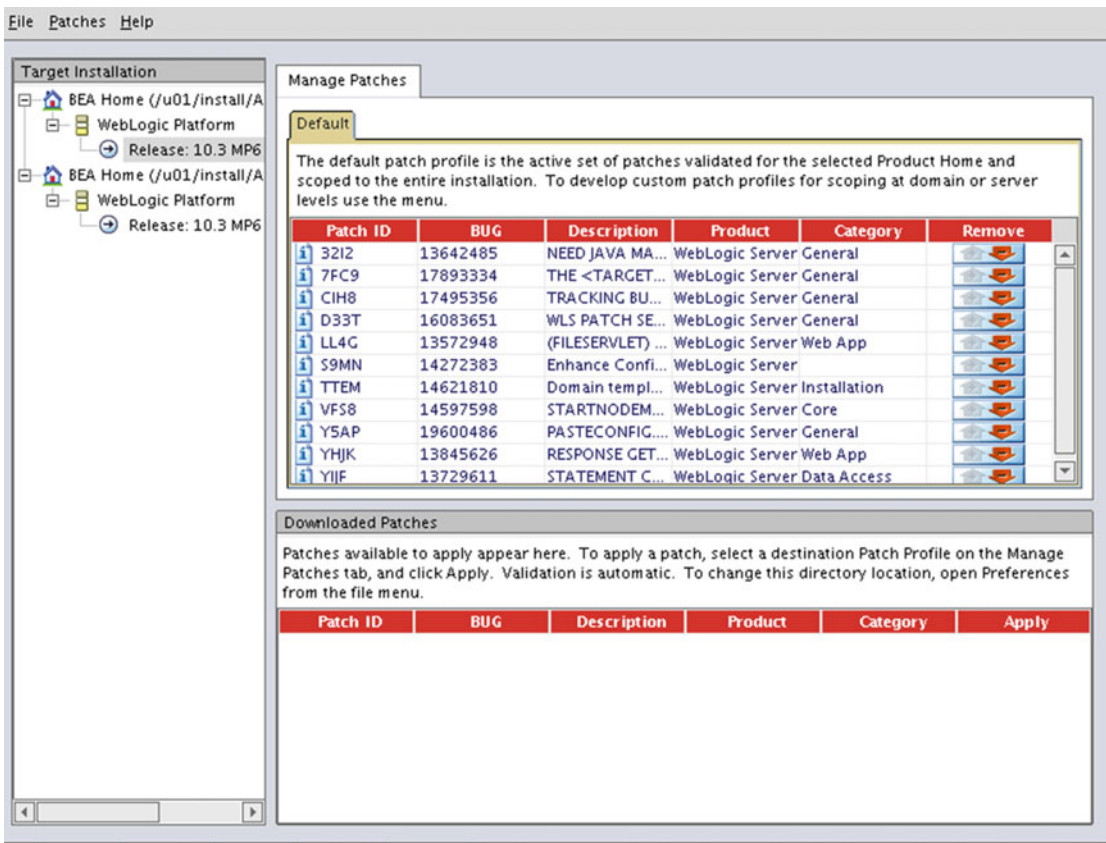 File Patches Help
Target Installation
BEA Home (/u01/install/A
WebLogic Platform
Release: 10.3 MP6
BEA Home (/u01/install/A
WebLogic Platform
Release: 10.3 MP6
Manage Patches
Default
The default patch profile is the active set of patches validated for the selected Product Home and
scoped to the entire installation. To develop custom patch profiles for scoping at domain or server
levels use the menu.
Patch ID BUG Description Product Category Remove
32I2 13642485 NEED JAVA MA... WebLogic Server General
7FC9 17893334 THE <TARGET... WebLogic Server General
CIH8 17495356 TRACKING BU... WebLogic Server General
D33T 16083651 WLS PATCH SE... WebLogic Server General
LL4G 13572948 (FILESERVLET) ... WebLogic Server Web App
S9MN 14272383 Enhance Confi... WebLogic Server
TTEM 14621810 Domain templ... WebLogic Server Installation
VFS8 14597598 STARTNODEM... WebLogic Server Core
Y5AP 19600486 PASTECONFIG.... WebLogic Server General
YHJK 13845626 RESPONSE GET... WebLogic Server Web App
YIJF 13729611 STATEMENT C... WebLogic Server Data Access
Downloaded Patches
Patches available to apply appear here. To apply a patch, select a destination Patch Profile on the Manage
Patches tab, and click Apply. Validation is automatic. To change this directory location, open Preferences
from the file menu.
Patch ID BUG Description Product Category Apply